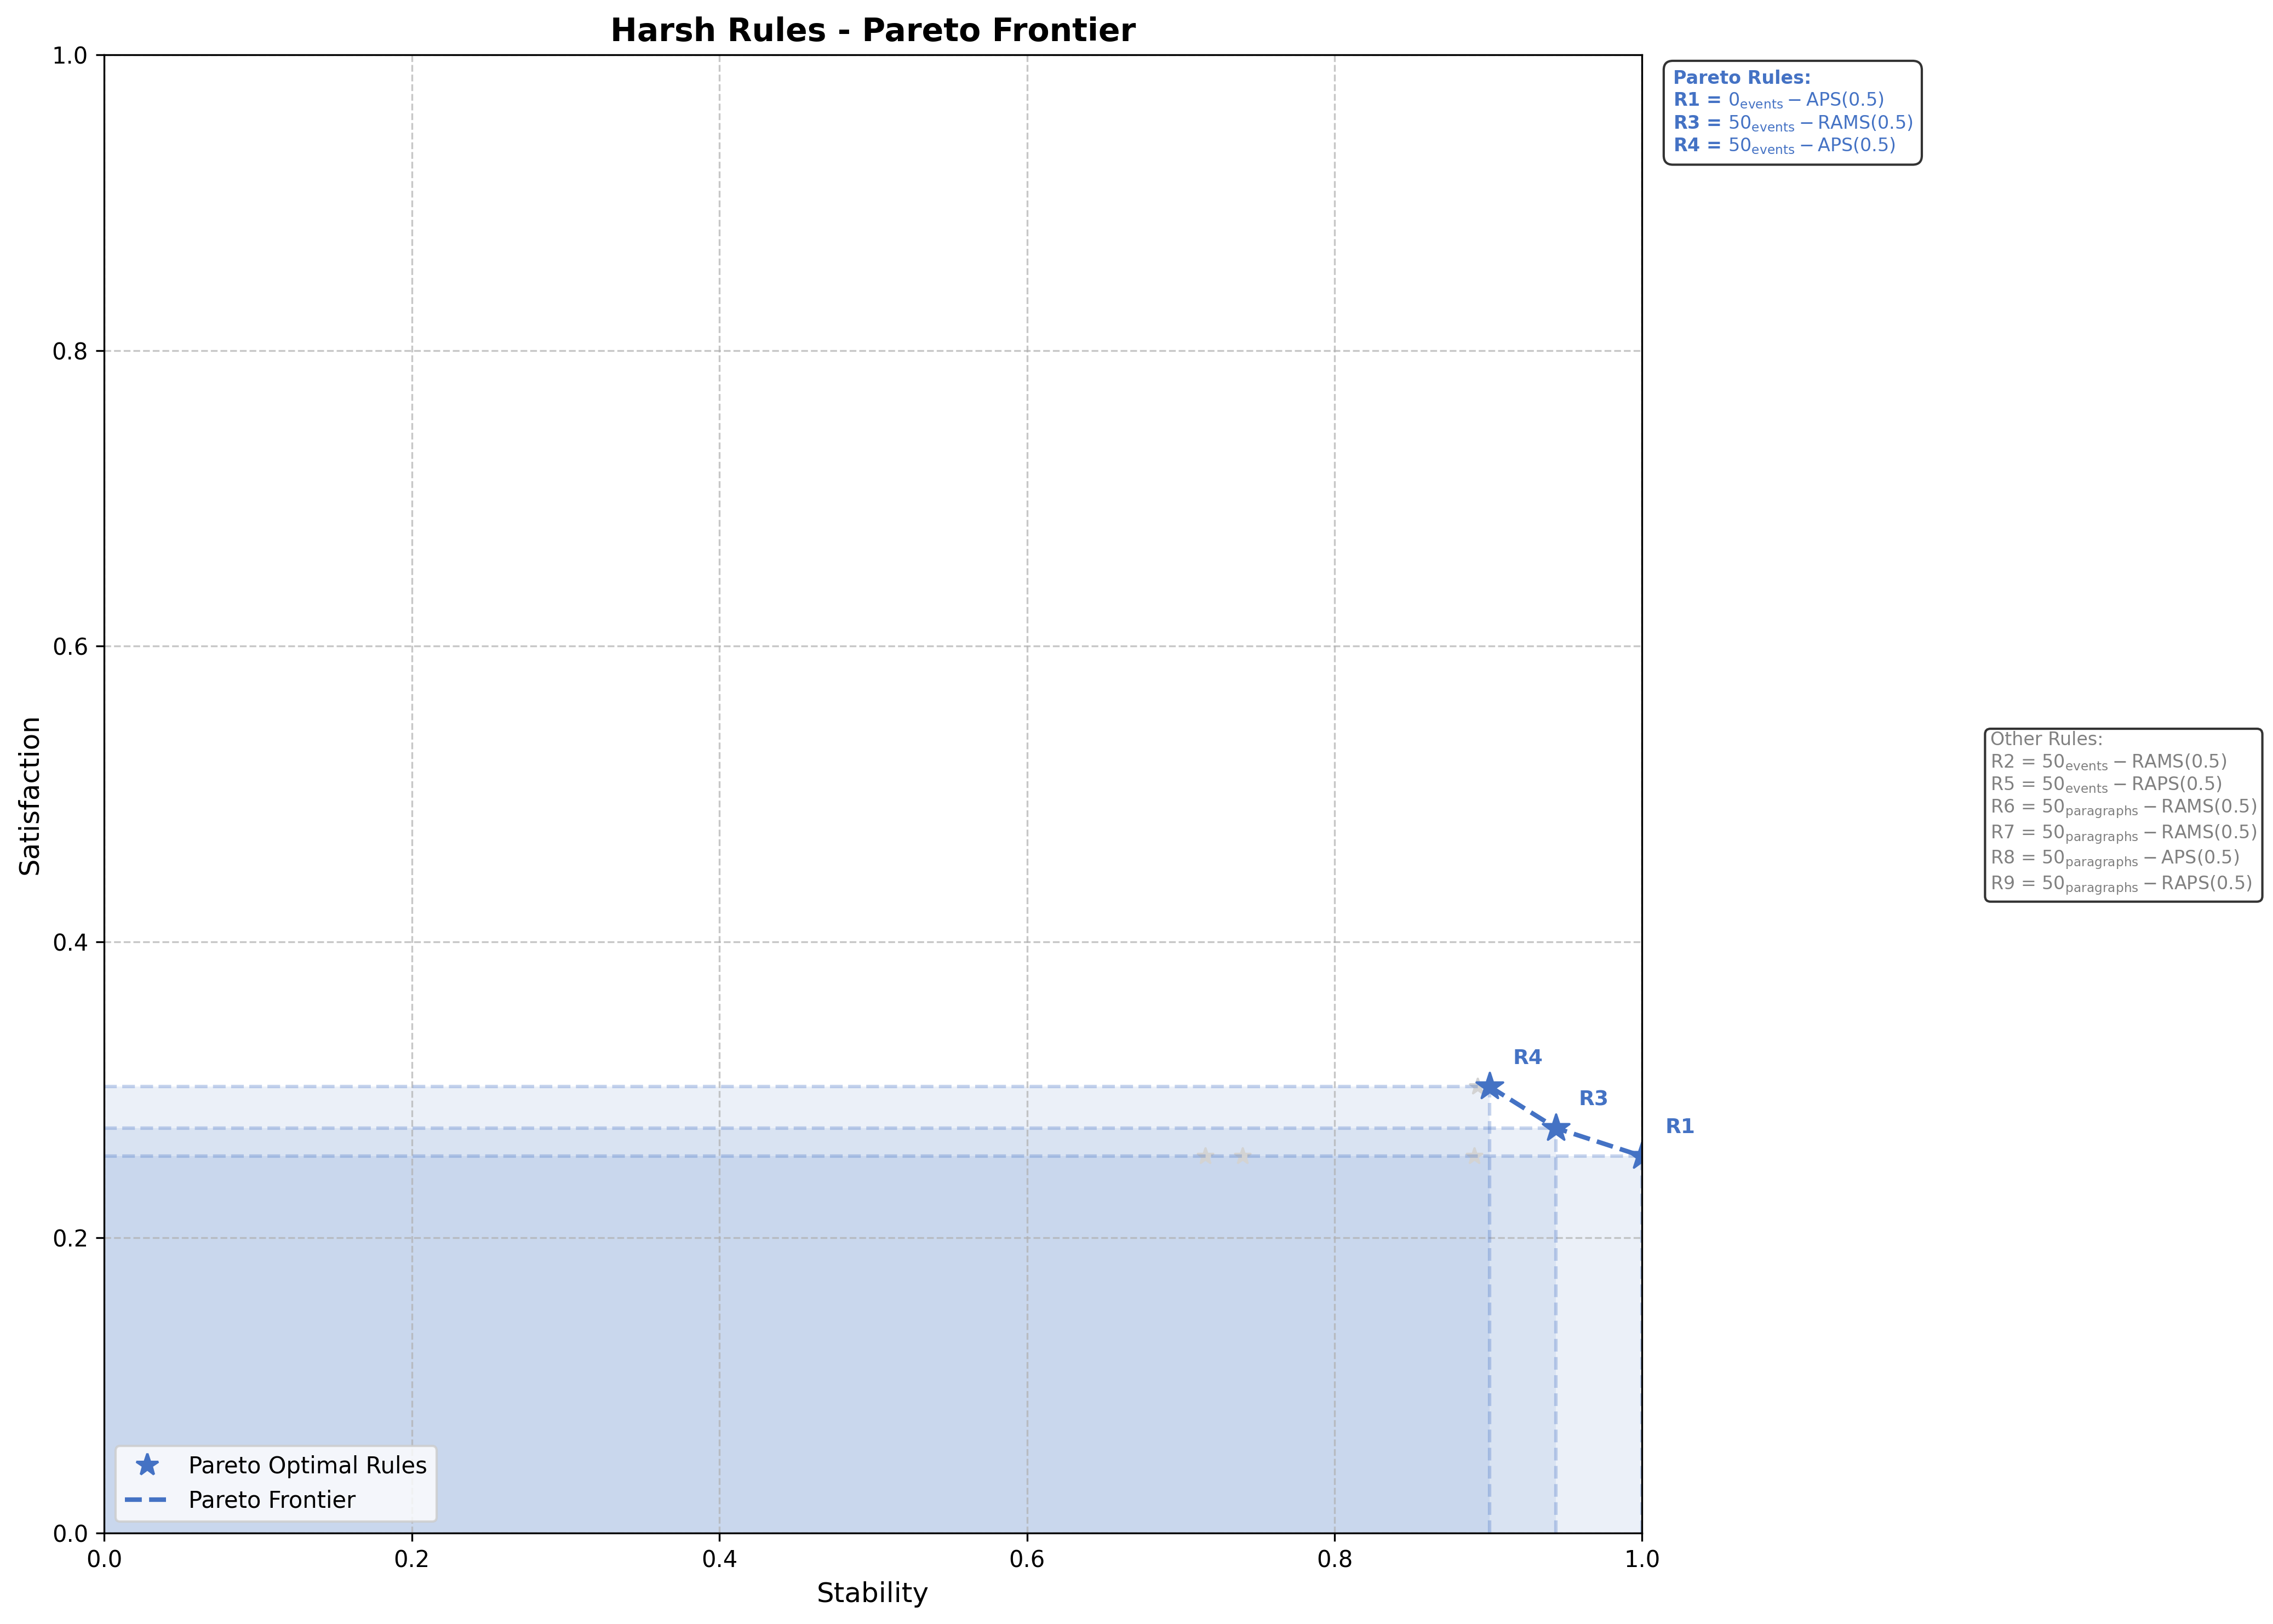 Harsh Rules - Pareto Frontier
1.0
0.8
0.6
0.4
0.2
0.0
Satisfaction
0.0
0.2
0.4
0.6
0.8
1.0
Stability
R4
R3
R1
Pareto Optimal Rules
Pareto Frontier
Pareto Rules:
R1 = 0events − APS(0.5)
R3 = 50events − RAMS(0.5)
R4 = 50events − APS(0.5)
Other Rules:
R2 = 50events − RAMS(0.5)
R5 = 50events − RAPS(0.5)
R6 = 50paragraphs − RAMS(0.5)
R7 = 50paragraphs − RAMS(0.5)
R8 = 50paragraphs − APS(0.5)
R9 = 50paragraphs − RAPS(0.5)